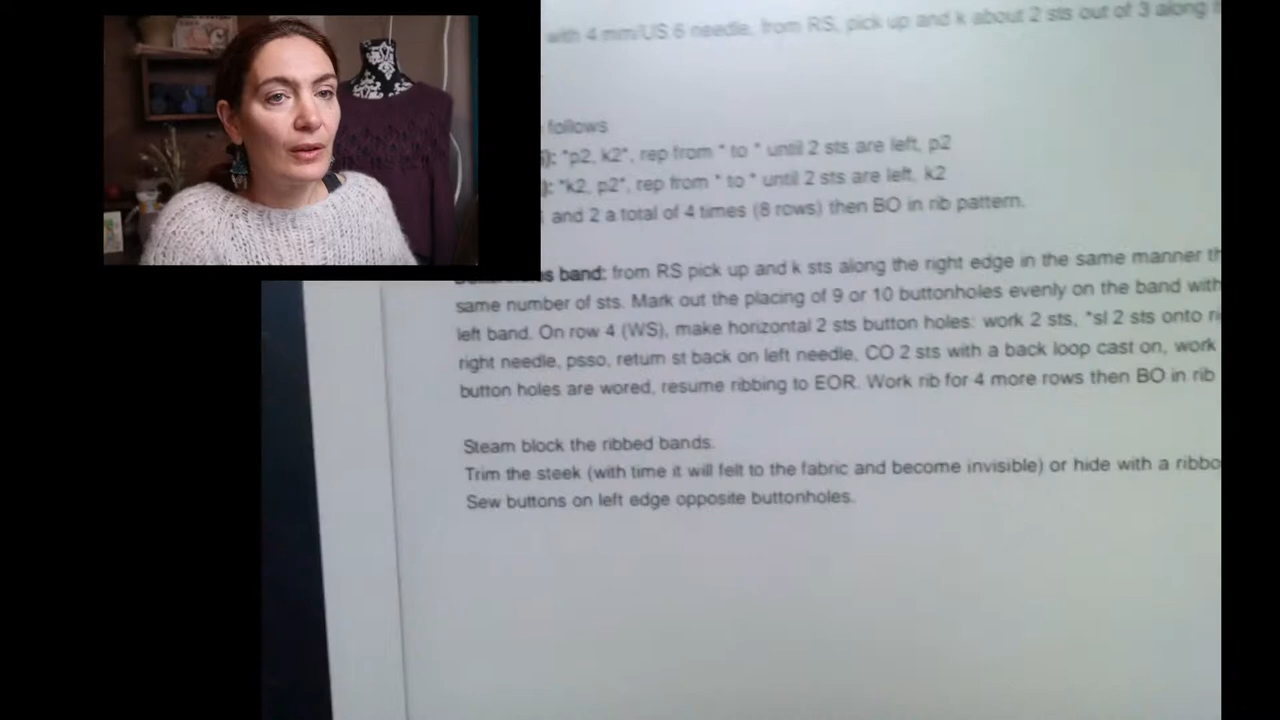 with 4 mm/US 6 needle, from RS, pick up and k about 2 sts out of 3 along
follows
): *p2, k2*, rep from * to * until 2 sts are left, p2
): *k2, p2*, rep from * to * until 2 sts are left, k2
and 2 a total of 4 times (8 rows) then BO in rib pattern.
s band: from RS pick up and k sts along the right edge in the same manner
same number of sts. Mark out the placing of 9 or 10 buttonholes evenly on the band with
left band. On row 4 (WS), make horizontal 2 sts button holes: work 2 sts, *sl 2 sts onto
right needle, psso, return st back on left needle, CO 2 sts with a back loop cast on, work
button holes are wored, resume ribbing to EOR. Work rib for 4 more rows then BO in rib
Steam block the ribbed bands.
Trim the steek (with time it will felt to the fabric and become invisible) or hide with a ribbo
Sew buttons on left edge opposite buttonholes.